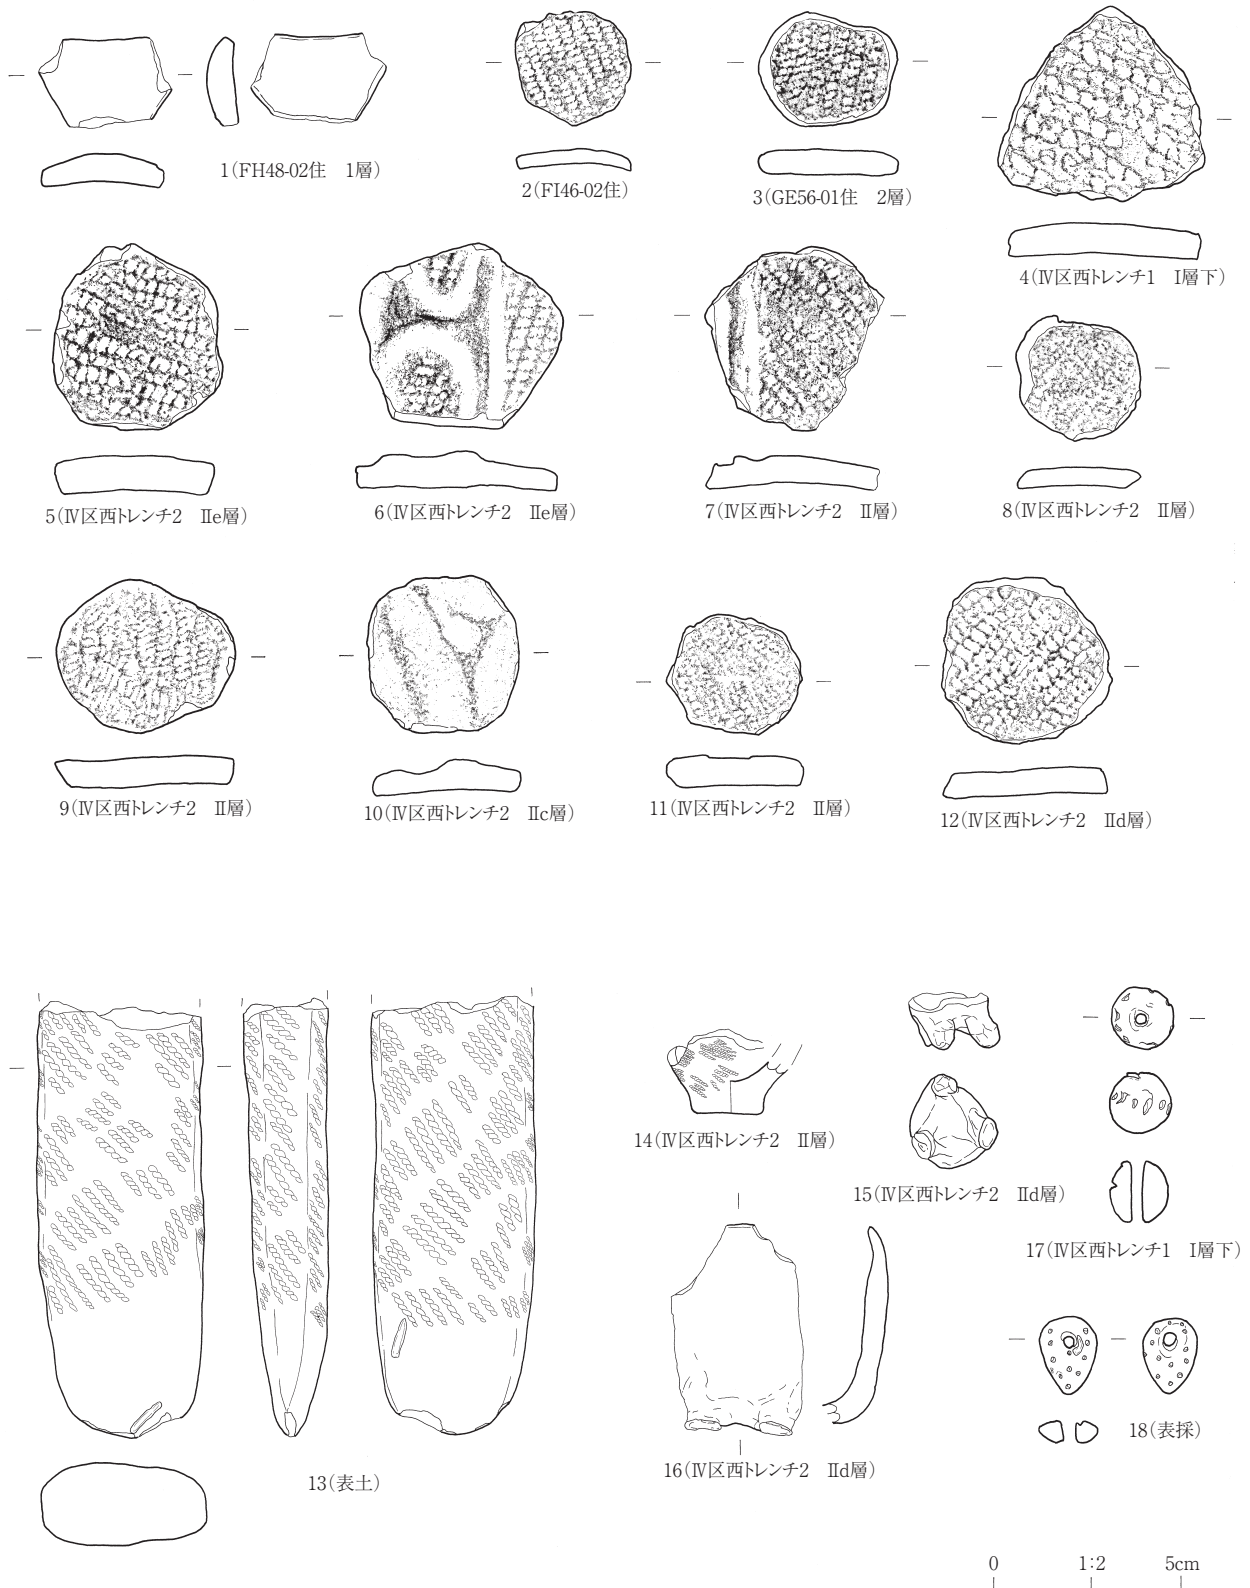 1(FH48-02住　1層)
2(FI46-02住)
3(GE56-01住　2層)
4(Ⅳ区西トレンチ1　Ⅰ層下)
5(Ⅳ区西トレンチ2　Ⅱe層)
6(Ⅳ区西トレンチ2　Ⅱe層)
7(Ⅳ区西トレンチ2　Ⅱ層)
8(Ⅳ区西トレンチ2　Ⅱ層)
9(Ⅳ区西トレンチ2　Ⅱ層)
10(Ⅳ区西トレンチ2　Ⅱc層)
11(Ⅳ区西トレンチ2　Ⅱ層)
12(Ⅳ区西トレンチ2　Ⅱd層)
13(表土)
14(Ⅳ区西トレンチ2　Ⅱ層)
15(Ⅳ区西トレンチ2　Ⅱd層)
16(Ⅳ区西トレンチ2　Ⅱd層)
17(Ⅳ区西トレンチ1　Ⅰ層下)
18(表採)
0　1:2　5cm